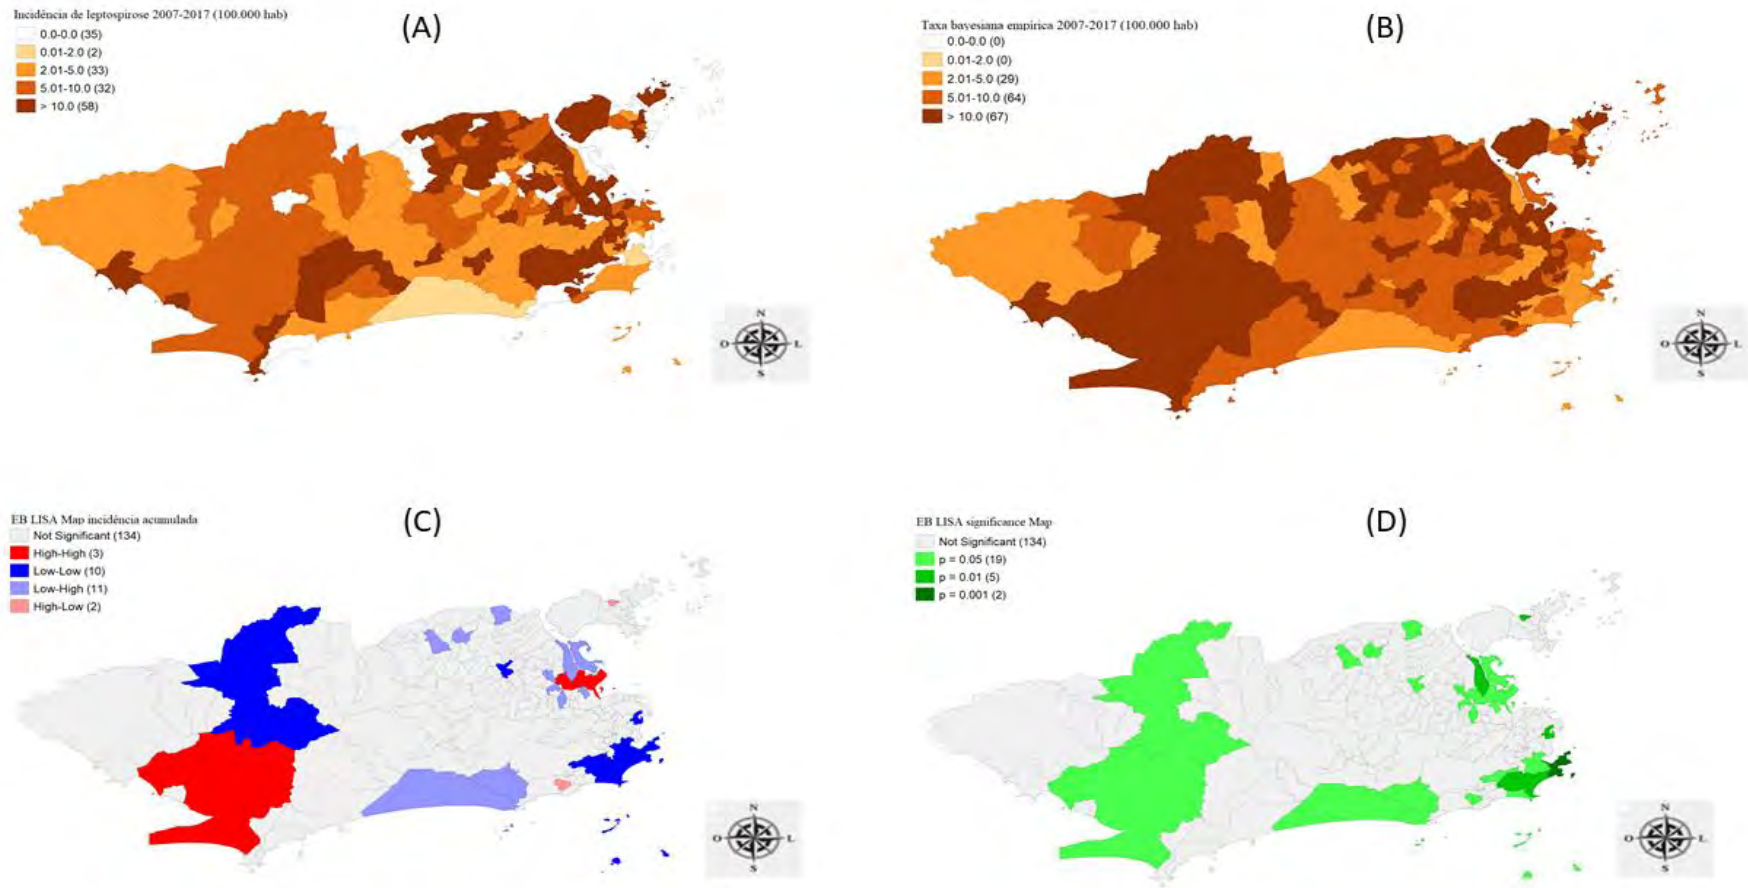 Incidência de leptospirose 2007-2017 (100.000 hab)
0.0-0.0 (35)
0.01-2.0 (2)
2.01-5.0 (33)
5.01-10.0 (32)
> 10.0 (58)
(A)
N
O
L
S
Taxa bayesiana empírica 2007-2017 (100.000 hab)
0.0-0.0 (0)
0.01-2.0 (0)
2.01-5.0 (29)
5.01-10.0 (64)
> 10.0 (67)
(B)
N
O
L
S
EB LISA Map incidência acumulada
Not Significant (134)
High-High (3)
Low-Low (10)
Low-High (11)
High-Low (2)
(C)
N
O
L
S
EB LISA significance Map
Not Significant (134)
p = 0.05 (19)
p = 0.01 (5)
p = 0.001 (2)
(D)
N
O
L
S